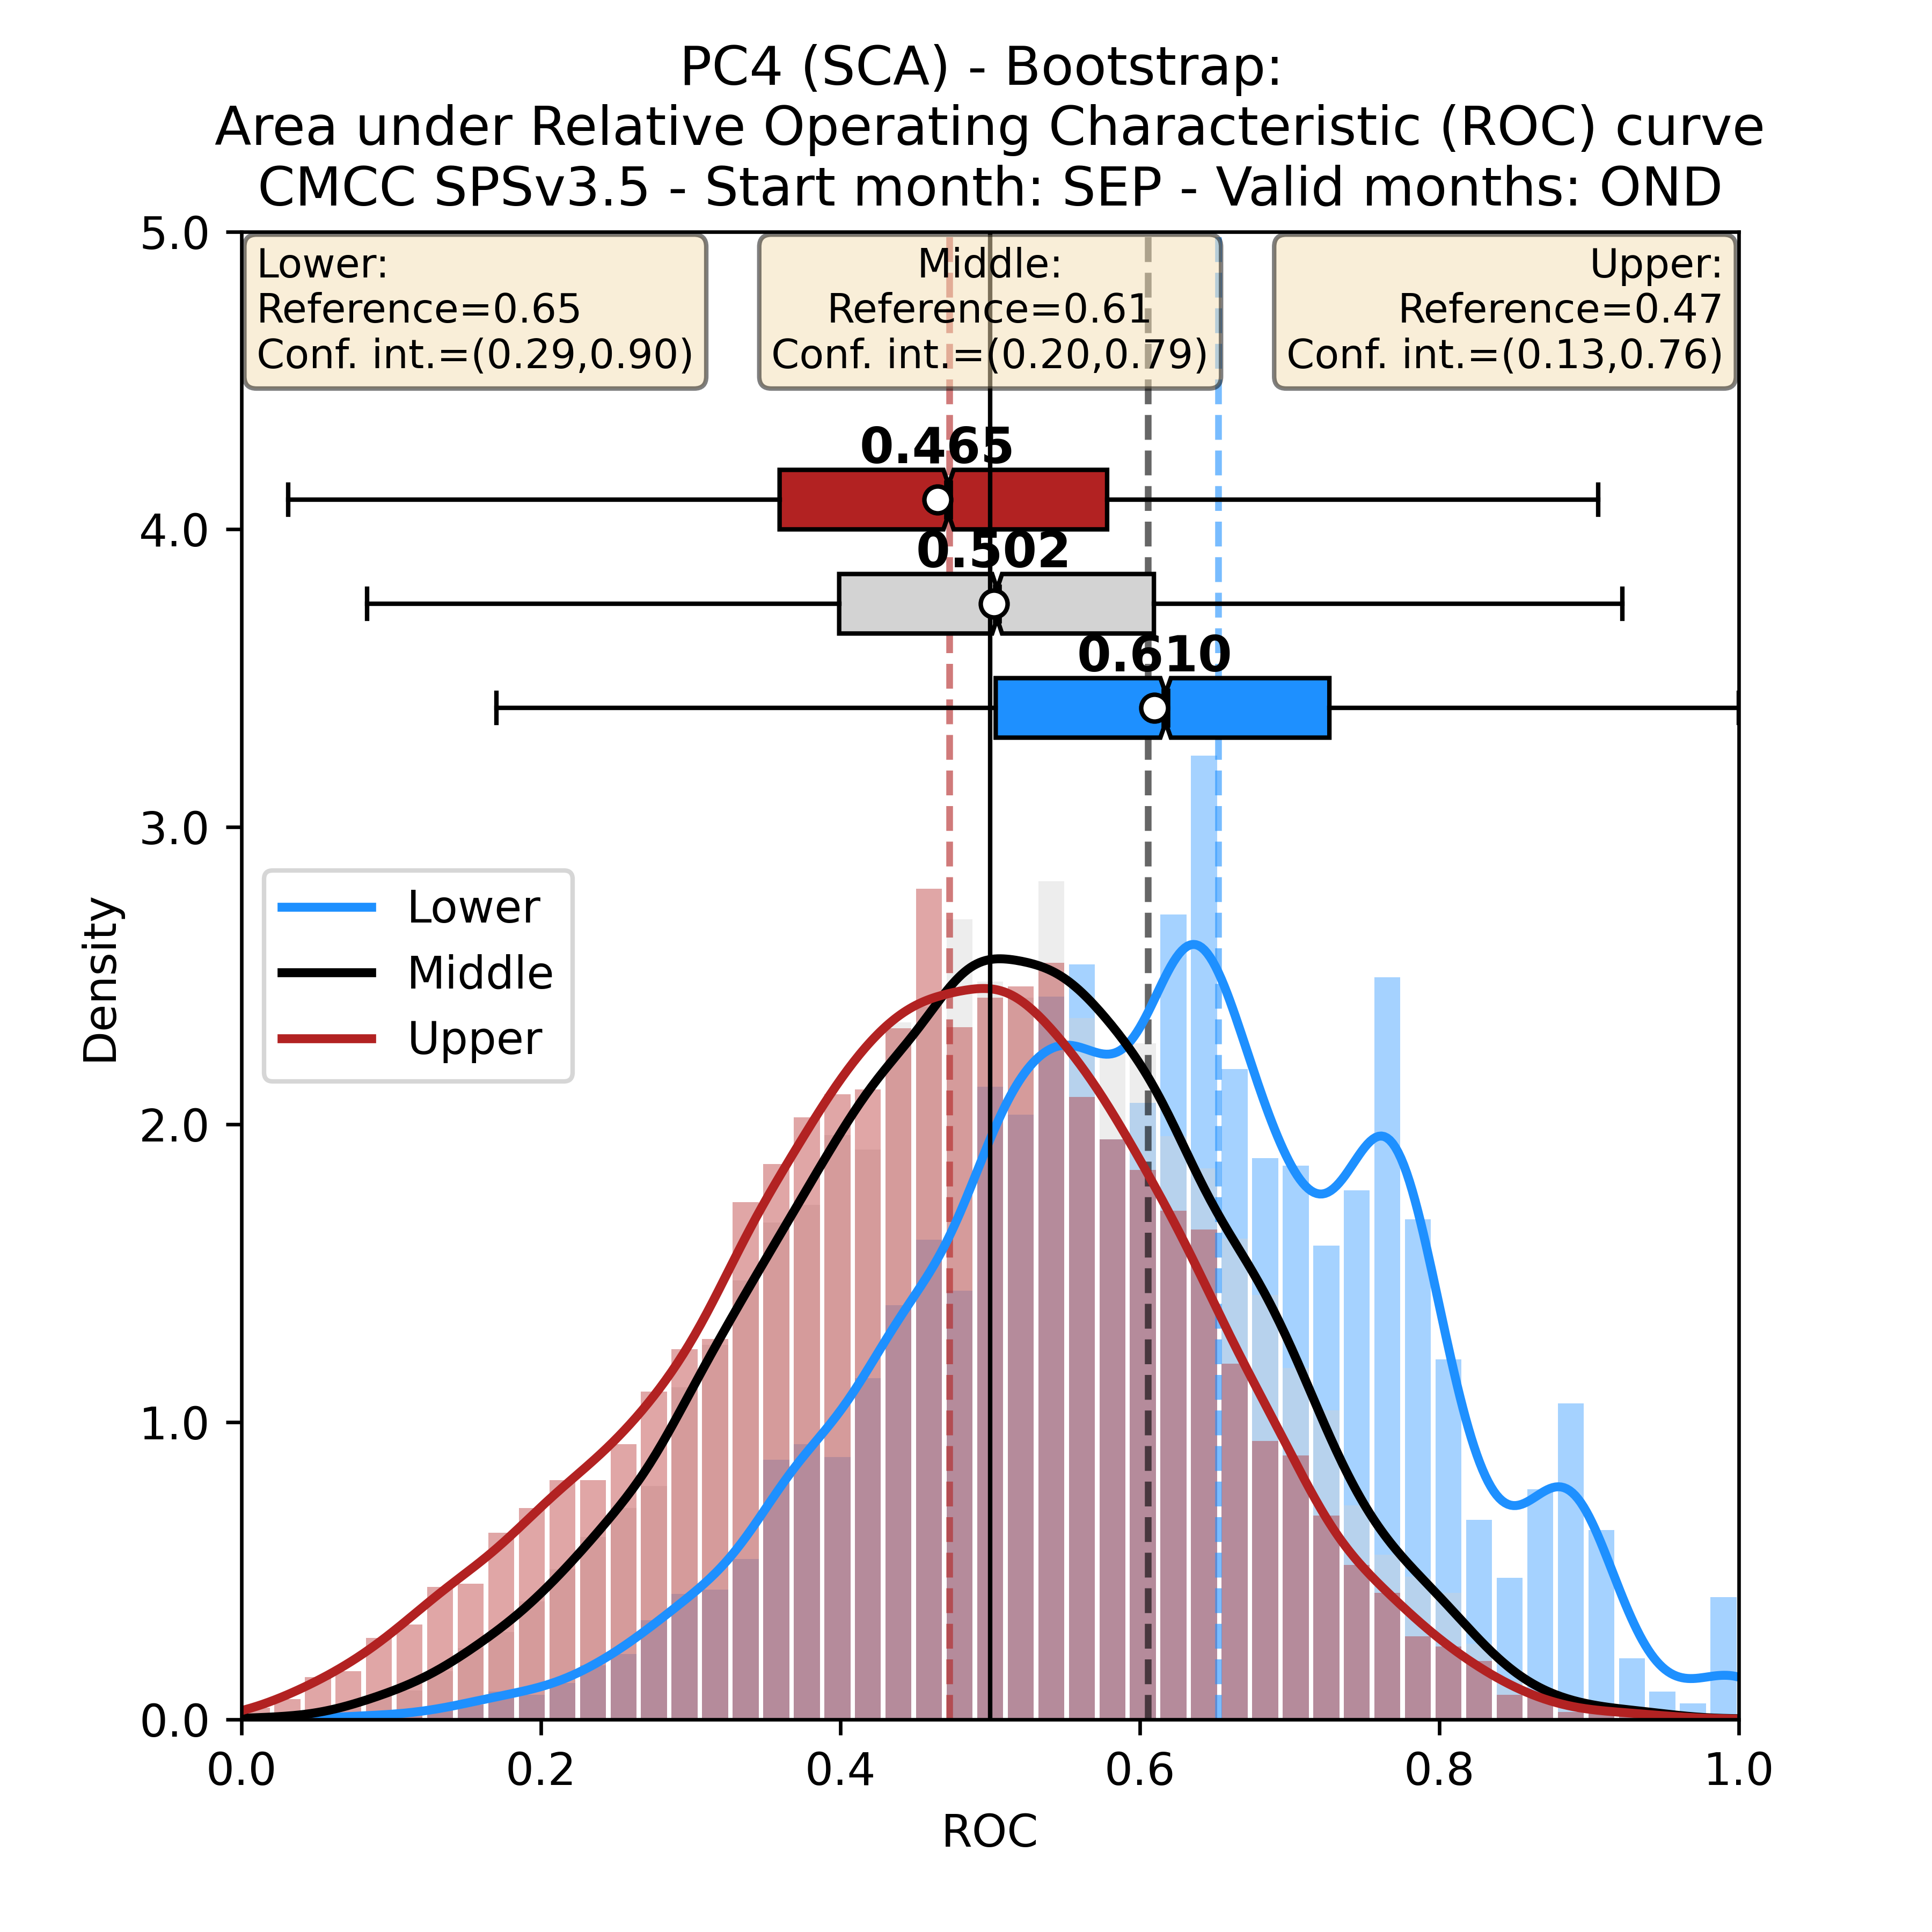 PC4 (SCA) - Bootstrap:
Area under Relative Operating Characteristic (ROC) curve
CMCC SPSv3.5 - Start month: SEP - Valid months: OND
Lower:
Reference=0.65
Conf. int.=(0.29,0.90)
Middle:
Reference=0.61
Conf. int.=(0.20,0.79)
Upper:
Reference=0.47
Conf. int.=(0.13,0.76)
0.465
0.502
0.610
Lower
Middle
Upper
Density
5.0
4.0
3.0
2.0
1.0
0.0
0.0 0.2 0.4 0.6 0.8 1.0
ROC